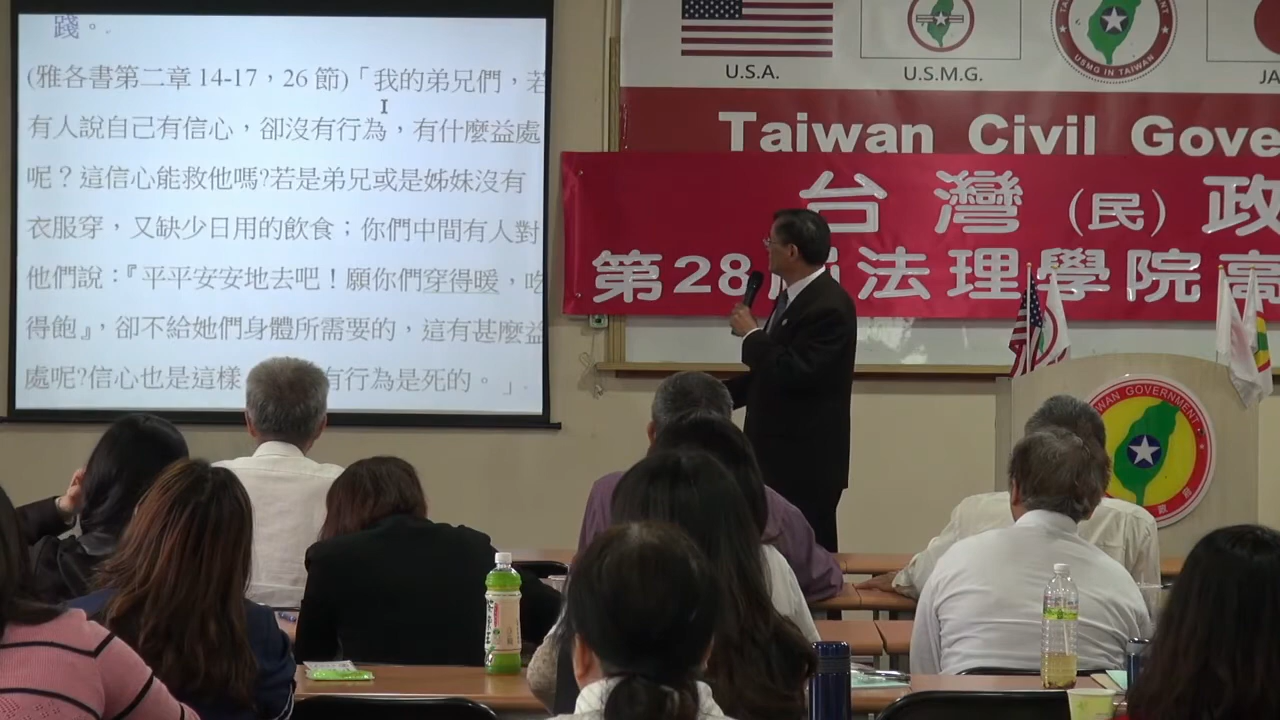 踐。
(雅各書第二章 14-17，26 節)「我的弟兄們，若
有人說自己有信心，卻沒有行為，有什麼益處
呢？這信心能救他嗎?若是弟兄或是姊妹沒有
衣服穿，又缺少日用的飲食；你們中間有人對
他們說：『平平安安地去吧！願你們穿得暖，吃
得飽』，卻不給她們身體所需要的，這有甚麼益
處呢?信心也是這樣 有行為是死的。」
U.S.A.
U.S.M.G.
USMG IN TAIWAN
JA
Taiwan Civil Gove
台灣(民)政
第28 法理學院高
WAN GOVERNMENT
政府